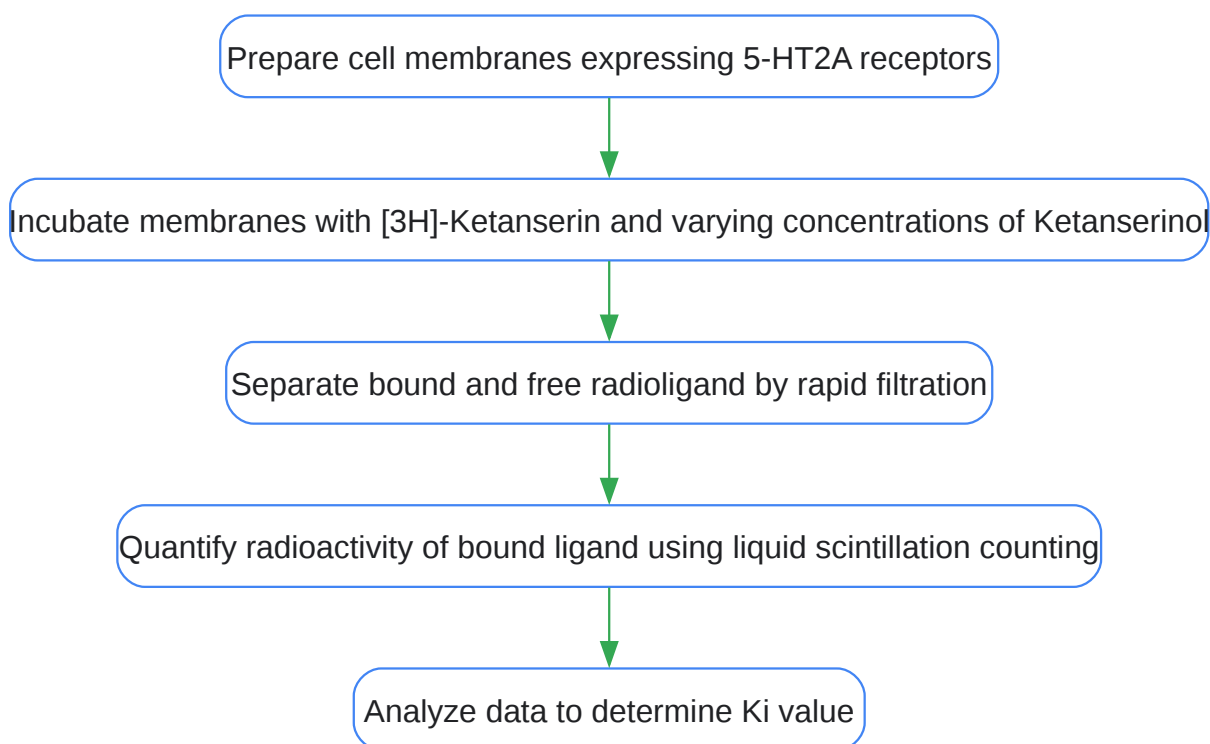 Prepare cell membranes expressing 5-HT2A receptors
Incubate membranes with [3H]-Ketanserin and varying concentrations of Ketanserinol
Separate bound and free radioligand by rapid filtration
Quantify radioactivity of bound ligand using liquid scintillation counting
Analyze data to determine Ki value